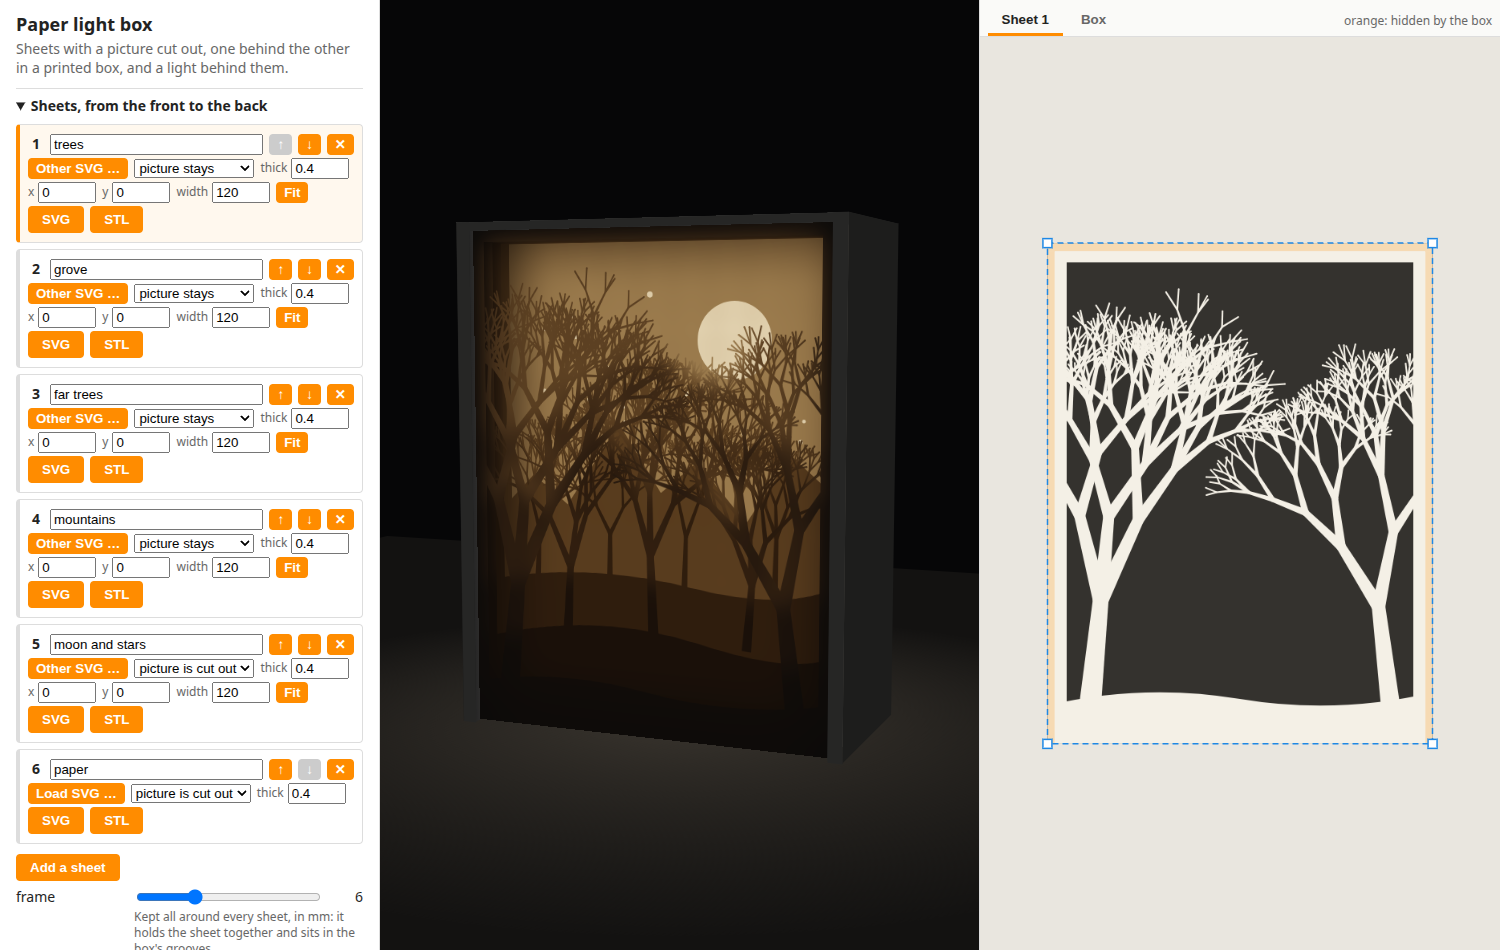 Paper light box
Sheets with a picture cut out, one behind the other
in a printed box, and a light behind them.
▼ Sheets, from the front to the back
1 trees ↑ ↓ ✕
Other SVG ... picture stays thick 0.4
x 0 y 0 width 120 Fit
SVG STL
2 grove ↑ ↓ ✕
Other SVG ... picture stays thick 0.4
x 0 y 0 width 120 Fit
SVG STL
3 far trees ↑ ↓ ✕
Other SVG ... picture stays thick 0.4
x 0 y 0 width 120 Fit
SVG STL
4 mountains ↑ ↓ ✕
Other SVG ... picture stays thick 0.4
x 0 y 0 width 120 Fit
SVG STL
5 moon and stars ↑ ↓ ✕
Other SVG ... picture is cut out thick 0.4
x 0 y 0 width 120 Fit
SVG STL
6 paper ↑ ↓ ✕
Load SVG ... picture is cut out thick 0.4
SVG STL
Add a sheet
frame 6
Kept all around every sheet, in mm: it
holds the sheet together and sits in the
box's grooves.
Sheet 1 Box orange: hidden by the box